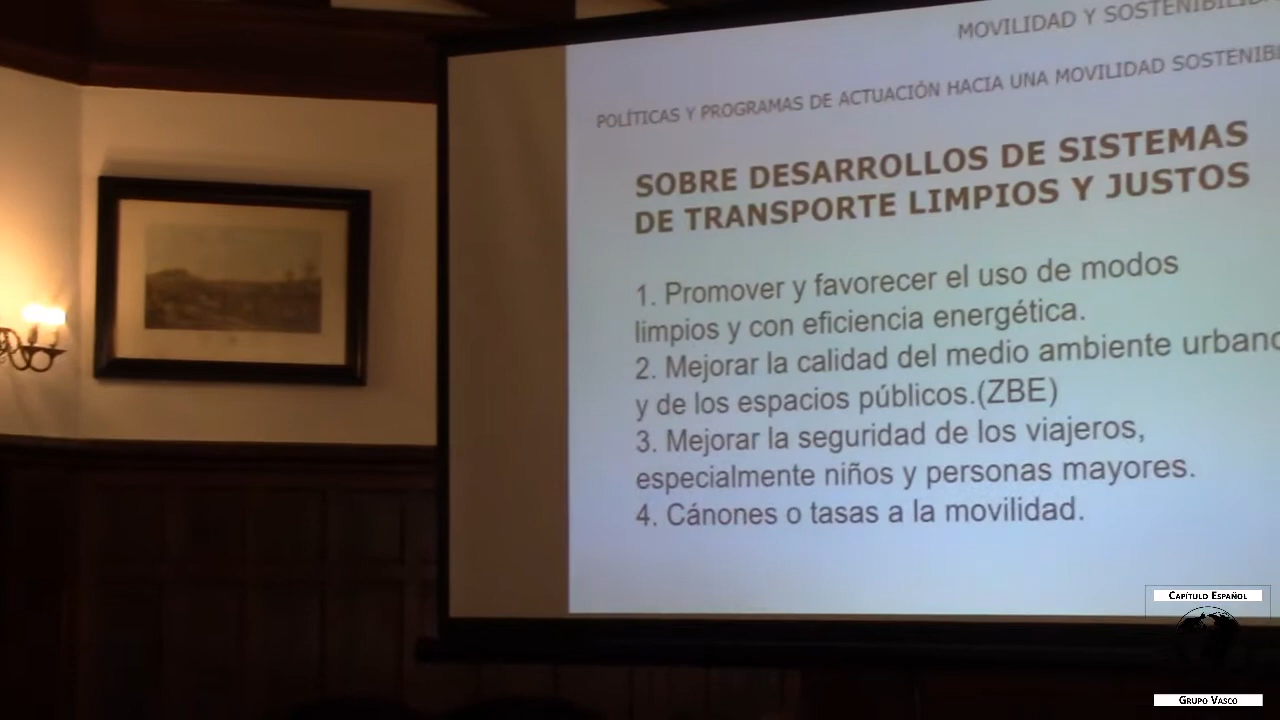 MOVILIDAD Y
POLÍTICAS Y PROGRAMAS DE ACTUACIÓN HACIA UNA MOVILIDAD
SOBRE DESARROLLOS DE SISTEMAS
DE TRANSPORTE LIMPIOS Y JUSTOS
1. Promover y favorecer el uso de modos
limpios y con eficiencia energética.
2. Mejorar la calidad del medio ambiente
y de los espacios públicos.(ZBE)
3. Mejorar la seguridad de los viajeros,
especialmente niños y personas mayores.
4. Cánones o tasas a la movilidad.
CAPÍTULO ESPAÑOL
GRUPO VASCO